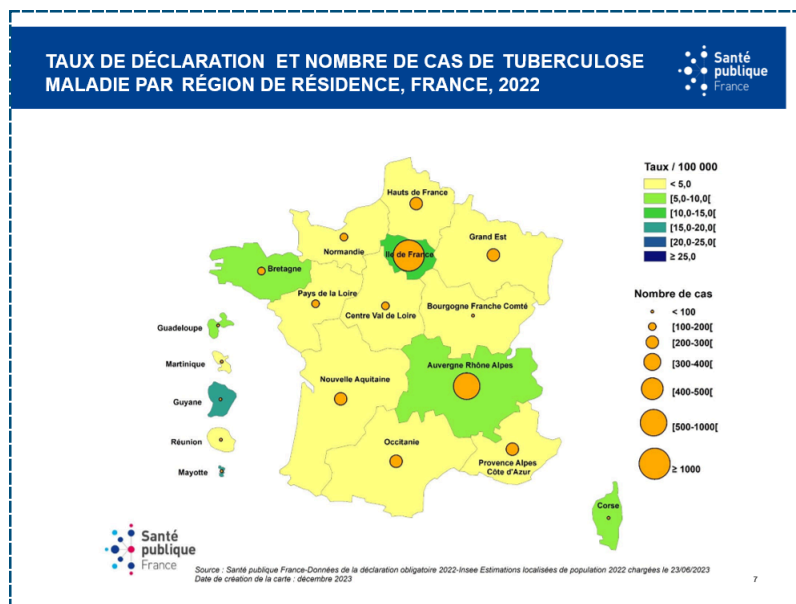 TAUX DE DÉCLARATION ET NOMBRE DE CAS DE TUBERCULOSE
MALADIE PAR RÉGION DE RÉSIDENCE, FRANCE, 2022
Santé
publique
France
Taux / 100 000
< 5,0
[5,0-10,0[
[10,0-15,0[
[15,0-20,0[
[20,0-25,0[
≥ 25,0
Hauts de France
Normandie
Ile de France
Grand Est
Bretagne
Pays de la Loire
Centre Val de Loire
Bourgogne Franche Comté
Nombre de cas
< 100
[100-200[
[200-300[
[300-400[
[400-500[
[500-1000[
≥ 1000
Guadeloupe
Martinique
Guyane
Réunion
Mayotte
Auvergne Rhône Alpes
Nouvelle Aquitaine
Occitanie
Provence Alpes
Côte d'Azur
Corse
Santé
publique
France
Source : Santé publique France-Données de la déclaration obligatoire 2022-Insee Estimations localisées de population 2022 chargées le 23/06/2023
Date de création de la carte : décembre 2023
7